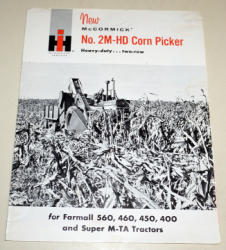 New
McCORMICK
No. 2M-HD Corn Picker
Heavy-duty...two-row
IH
for Farmall 560, 460, 450, 400
and Super M-TA Tractors